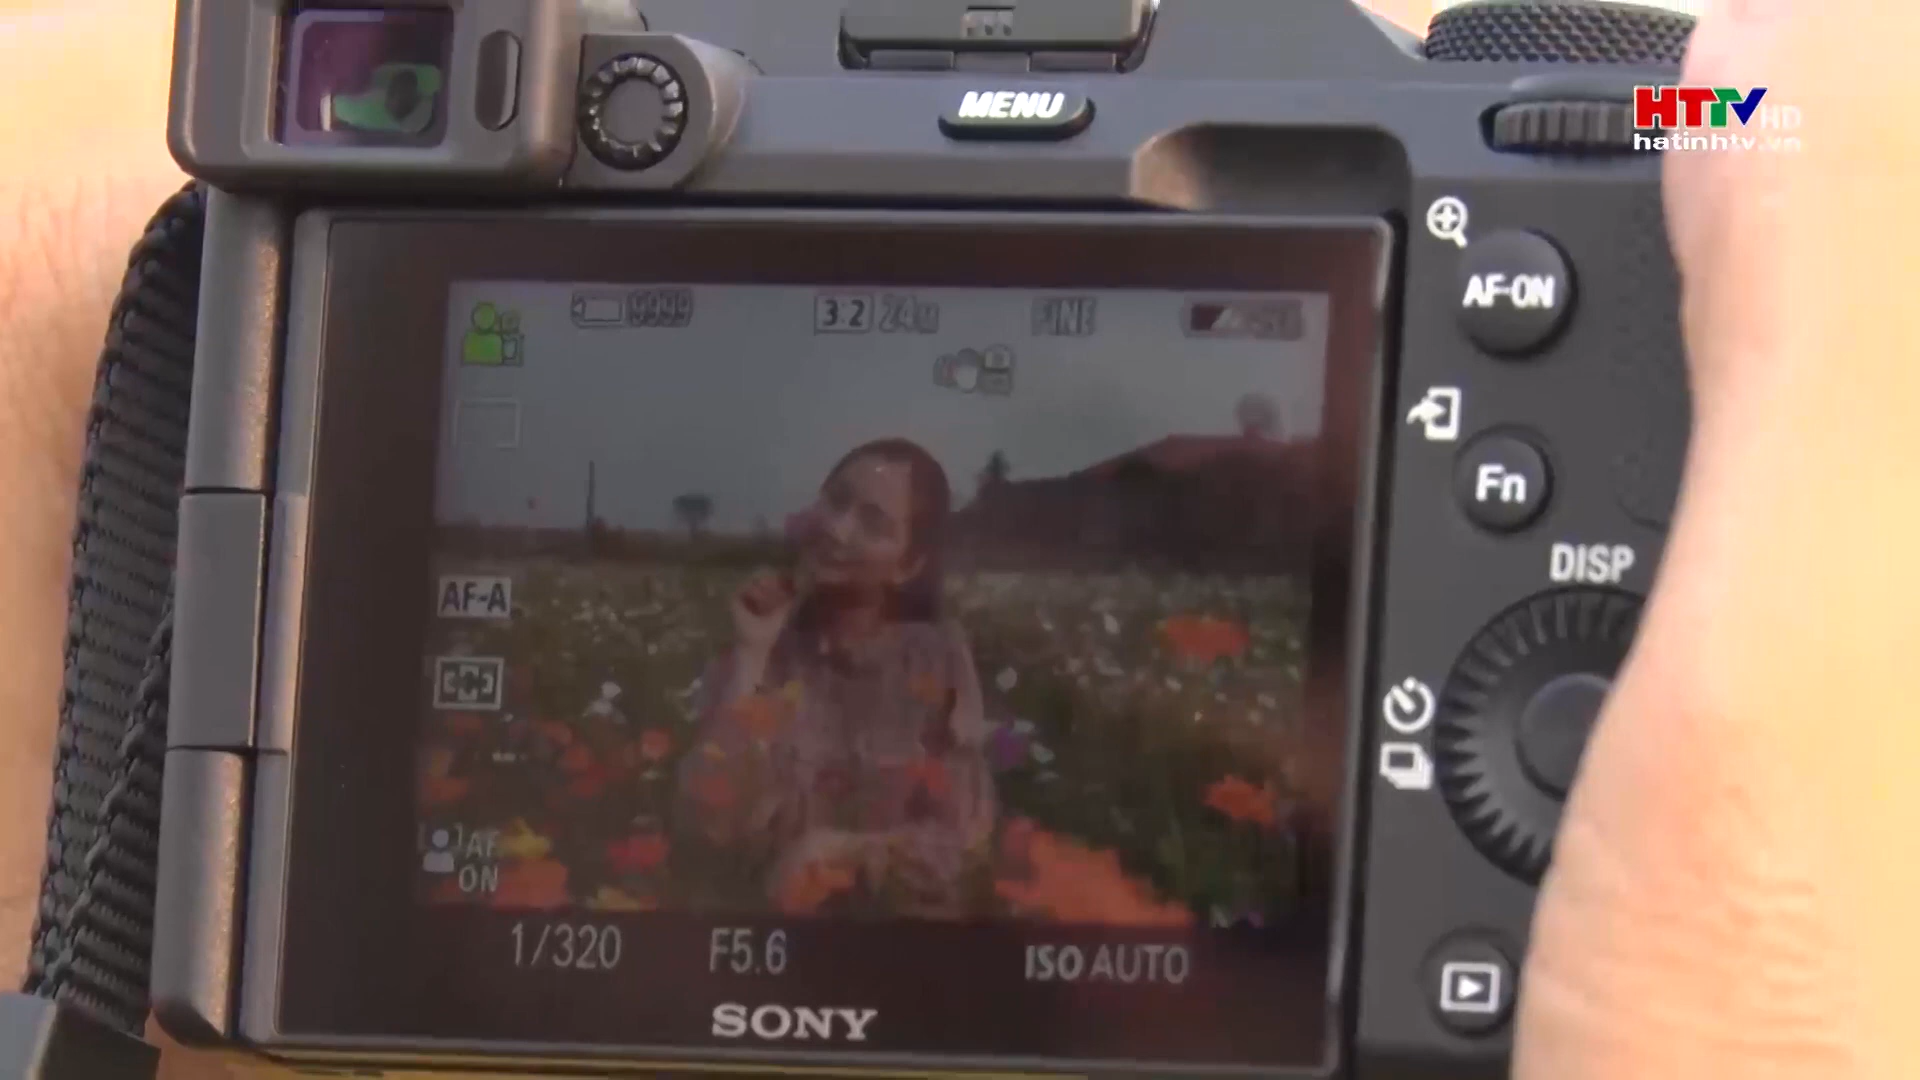 MENU
HTTV HD
hatinhtv.vn
AF-ON
9999
3:2 24M
FINE
Fn
DISP
AF-A
AF
ON
1/320 F5.6 ISO AUTO
SONY